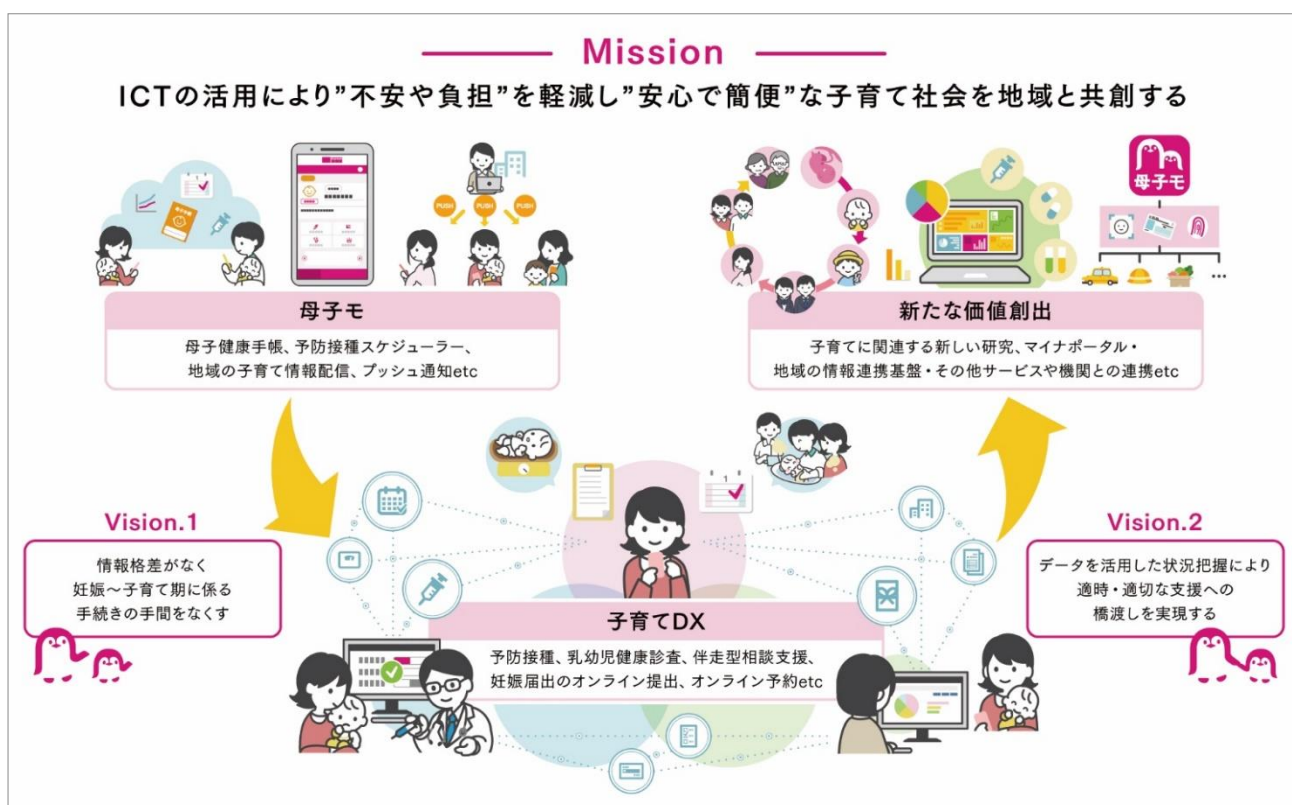 Mission
ICTの活用により”不安や負担”を軽減し”安心で簡便”な子育て社会を地域と共創する
PUSH PUSH PUSH
母子モ
母子モ
母子健康手帳、予防接種スケジューラー、
地域の子育て情報配信、プッシュ通知etc
新たな価値創出
子育てに関連する新しい研究、マイナポータル・
地域の情報連携基盤・その他サービスや機関との連携etc
Vision.1
情報格差がなく
妊娠〜子育て期に係る
手続きの手間をなくす
1
Vision.2
データを活用した状況把握により
適時・適切な支援への
橋渡しを実現する
子育てDX
予防接種、乳幼児健康診査、伴走型相談支援、
妊娠届出のオンライン提出、オンライン予約etc